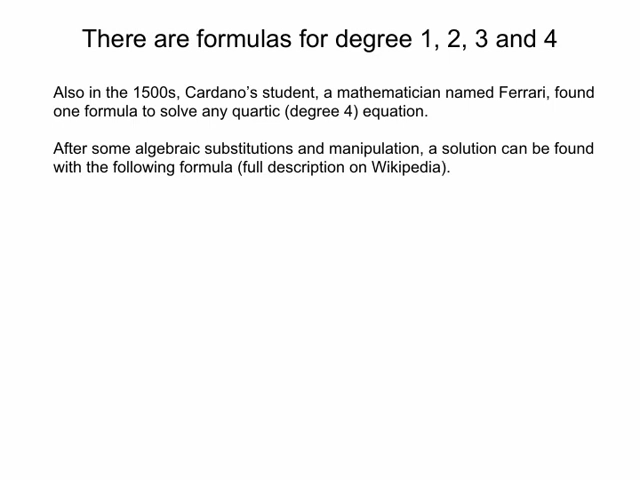 There are formulas for degree 1, 2, 3 and 4
Also in the 1500s, Cardano’s student, a mathematician named Ferrari, found
one formula to solve any quartic (degree 4) equation.
After some algebraic substitutions and manipulation, a solution can be found
with the following formula (full description on Wikipedia).